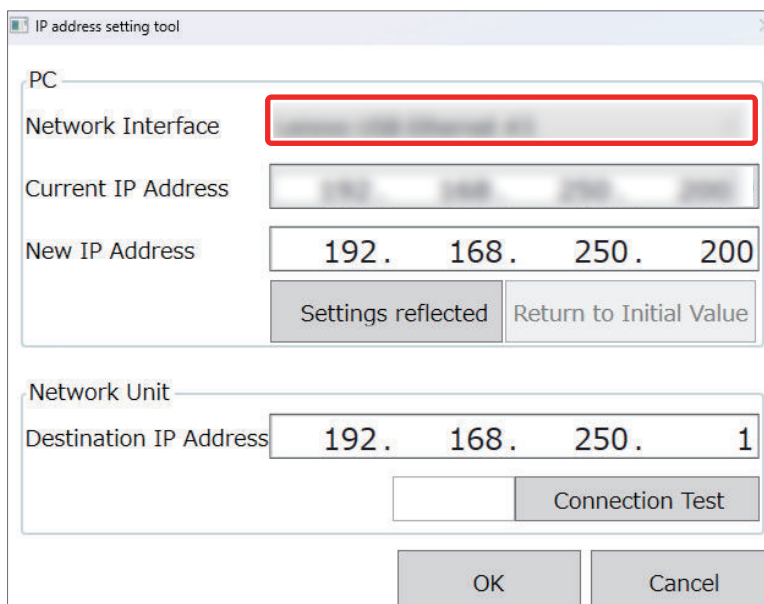 IP address setting tool
PC
Network Interface
Current IP Address
New IP Address 192. 168. 250. 200
Settings reflected Return to Initial Value
Network Unit
Destination IP Address 192. 168. 250. 1
Connection Test
OK Cancel